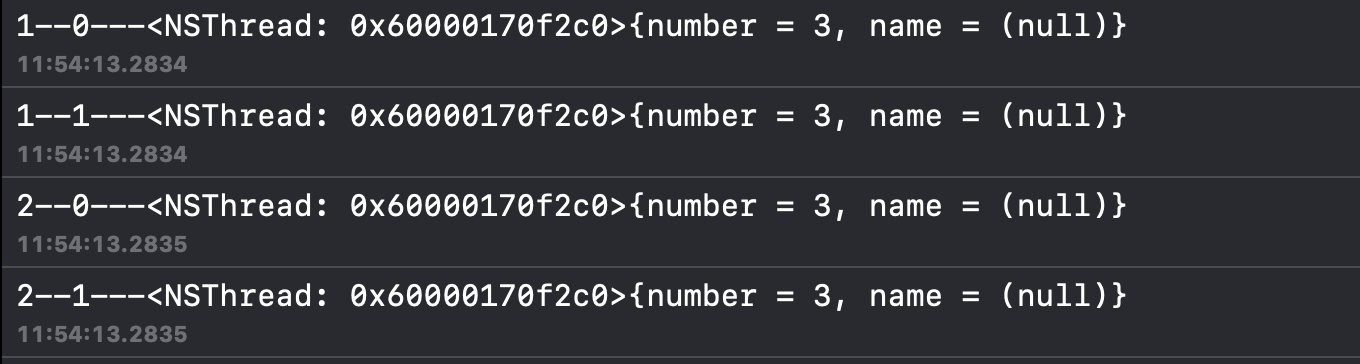 1--0---<NSThread: 0x60000170f2c0>{number = 3, name = (null)}
11:54:13.2834
1--1---<NSThread: 0x60000170f2c0>{number = 3, name = (null)}
11:54:13.2834
2--0---<NSThread: 0x60000170f2c0>{number = 3, name = (null)}
11:54:13.2835
2--1---<NSThread: 0x60000170f2c0>{number = 3, name = (null)}
11:54:13.2835